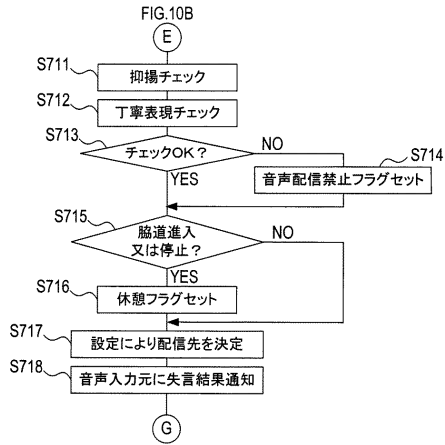 FIG.10B
E
S711
抑揚チェック
S712
丁寧表現チェック
S713
チェックOK？
NO
S714
音声配信禁止フラグセット
YES
S715
脇道進入
又は停止？
NO
YES
S716
休憩フラグセット
S717
設定により配信先を決定
S718
音声入力元に失言結果通知
G